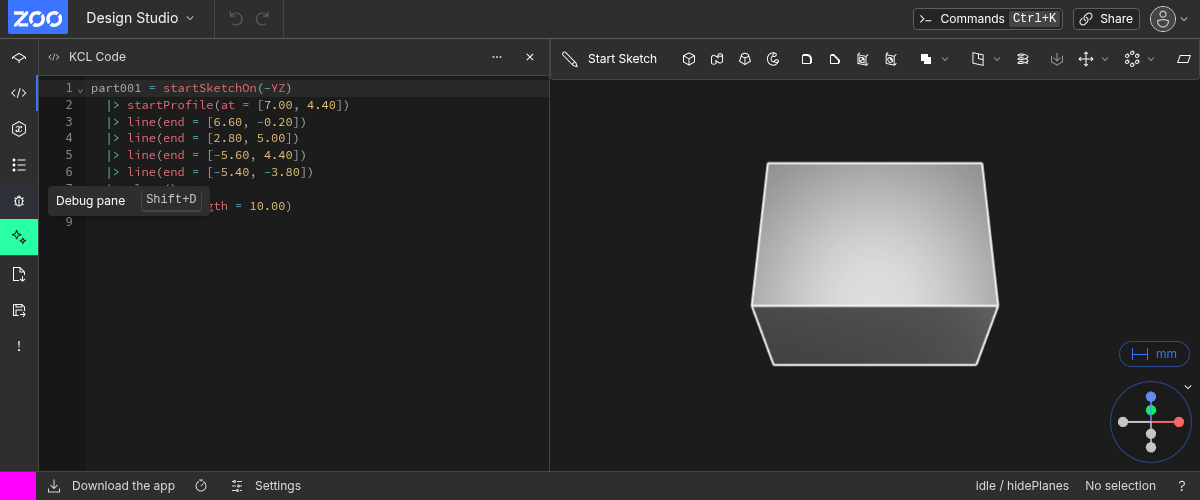 ZOO Design Studio Commands Ctrl+K Share
KCL Code Start Sketch
1 part001 = startSketchOn(-YZ)
2 |> startProfile(at = [7.00, 4.40])
3 |> line(end = [6.60, -0.20])
4 |> line(end = [2.80, 5.00])
5 |> line(end = [-5.60, 4.40])
6 |> line(end = [-5.40, -3.80])
Debug pane Shift+D
gth = 10.00)
9
mm
Download the app Settings idle / hidePlanes No selection ?